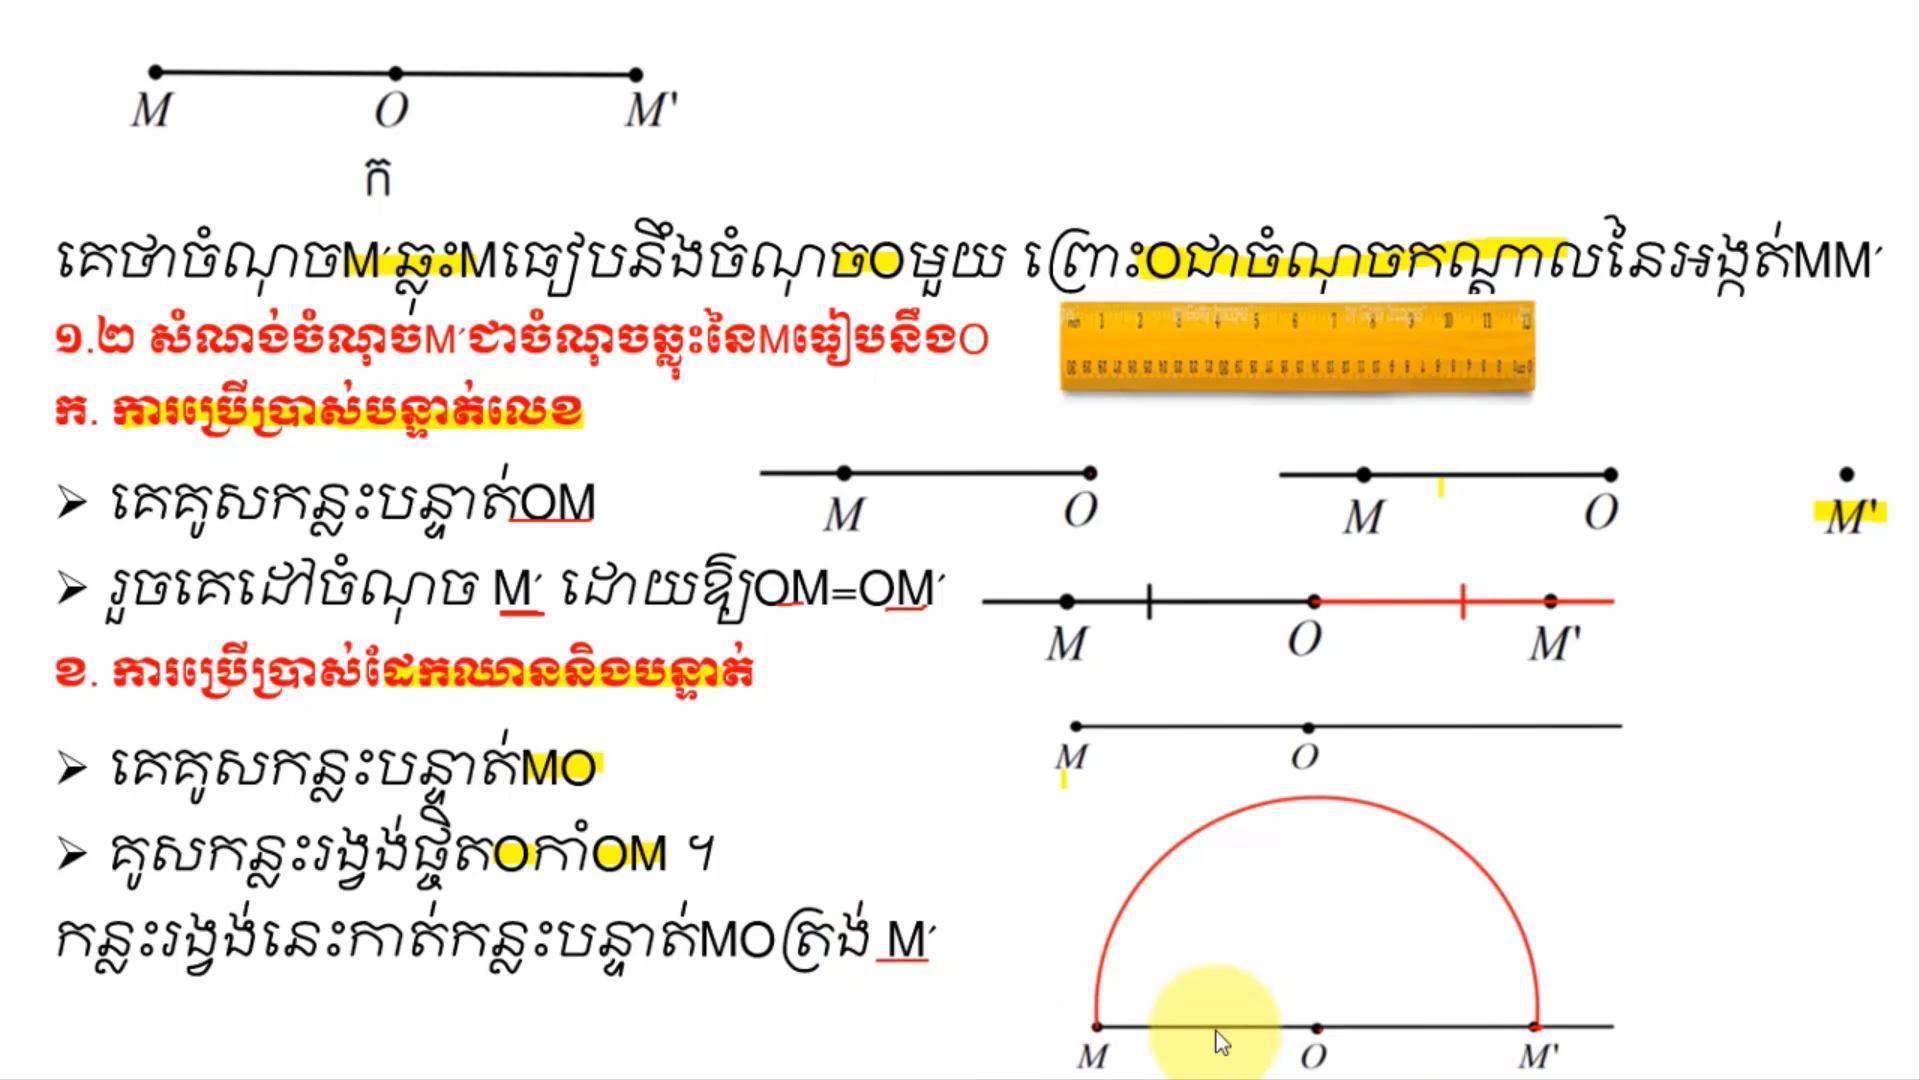 M O M'
ក
គេថាចំណុចM′ឆ្លុះMធៀបនឹងចំណុចOមួយ ព្រោះOជាចំណុចកណ្តាលនៃអង្កត់MM′
១.២ សំណង់ចំណុចM′ជាចំណុចឆ្លុះនៃMធៀបនឹងO
ក. ការប្រើប្រាស់បន្ទាត់លេខ
➢ គេគូសកន្លះបន្ទាត់OM
M O
M O M'
➢ រួចគេដៅចំណុច M′ ដោយឱ្យOM=OM′
M O M'
ខ. ការប្រើប្រាស់ដែកឈាននិងបន្ទាត់
➢ គេគូសកន្លះបន្ទាត់MO
M O
➢ គូសកន្លះរង្វង់ផ្ចិតOកាំOM ។
កន្លះរង្វង់នេះកាត់កន្លះបន្ទាត់MOត្រង់ M′
M O M'